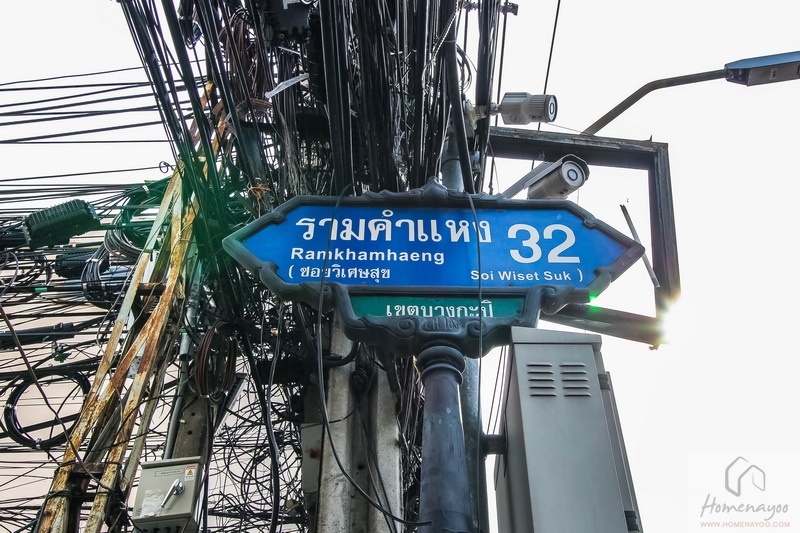 รามคำแหง 32
Ramkhamhaeng
(ซอยวิเศษสุข Soi Wiset Suk)
เขตบางกะปิ
Homenayoo
WWW.HOMENAYOO.COM